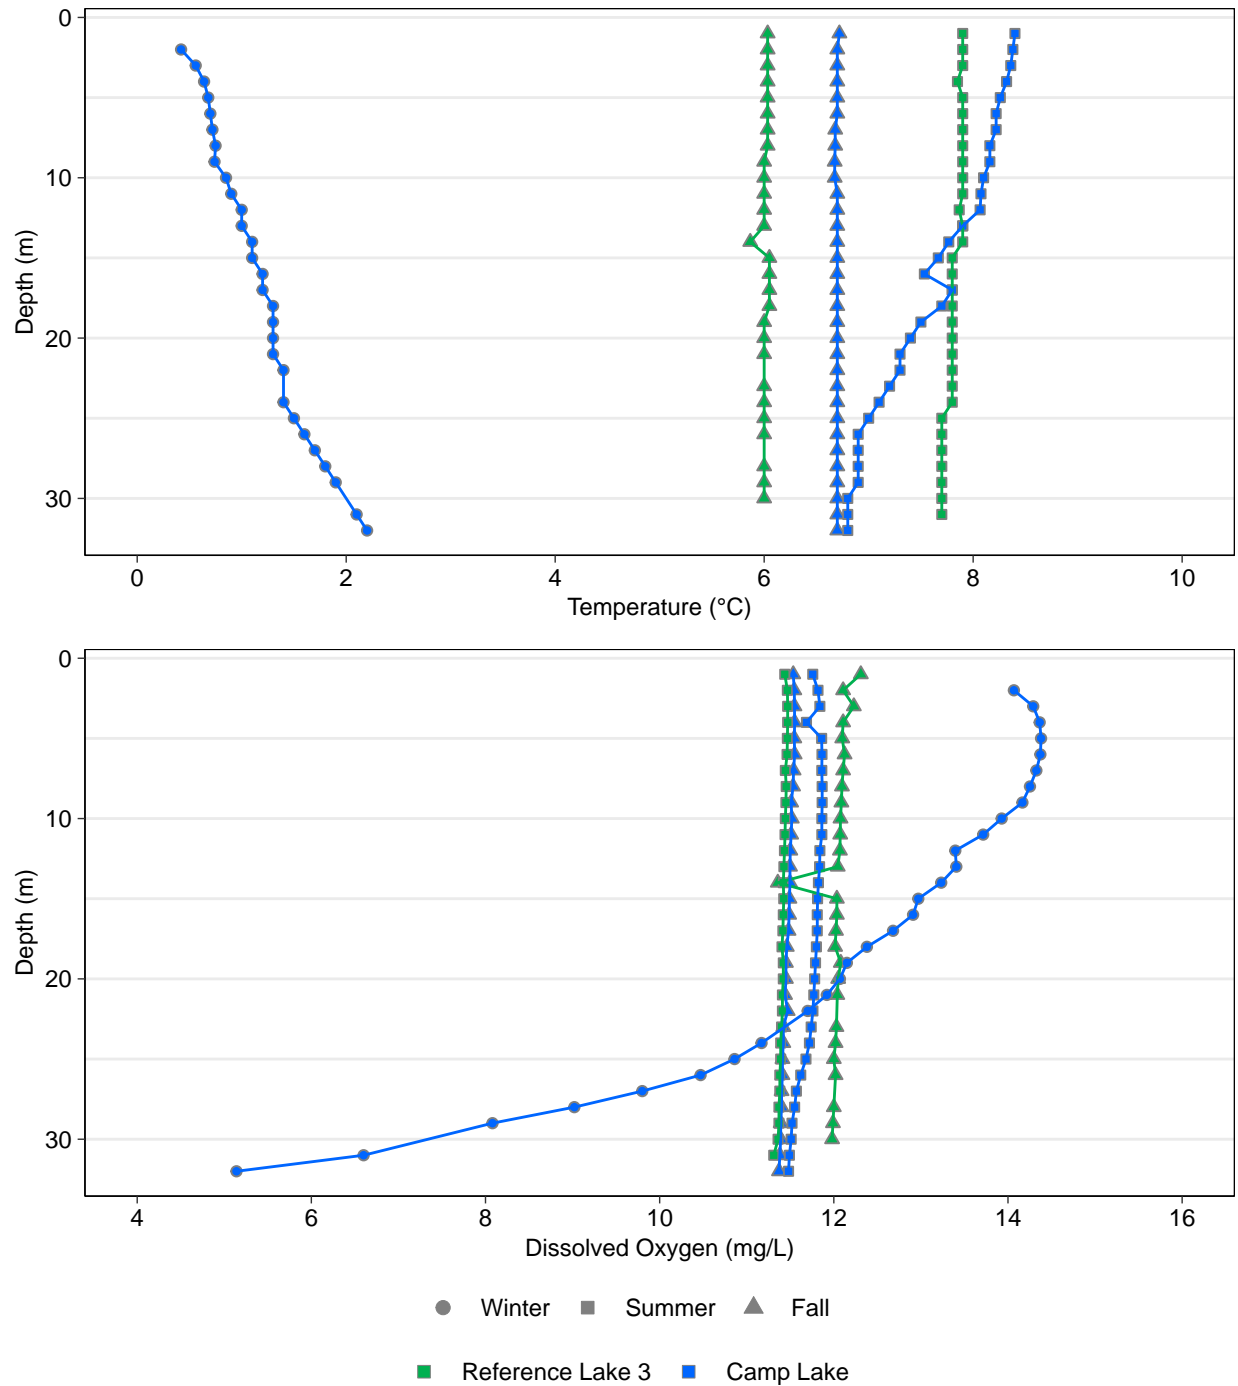 0
10
20
30
Depth (m)
0 2 4 6 8 10
Temperature (°C)
0
10
20
30
Depth (m)
4 6 8 10 12 14 16
Dissolved Oxygen (mg/L)
Winter Summer Fall
Reference Lake 3 Camp Lake